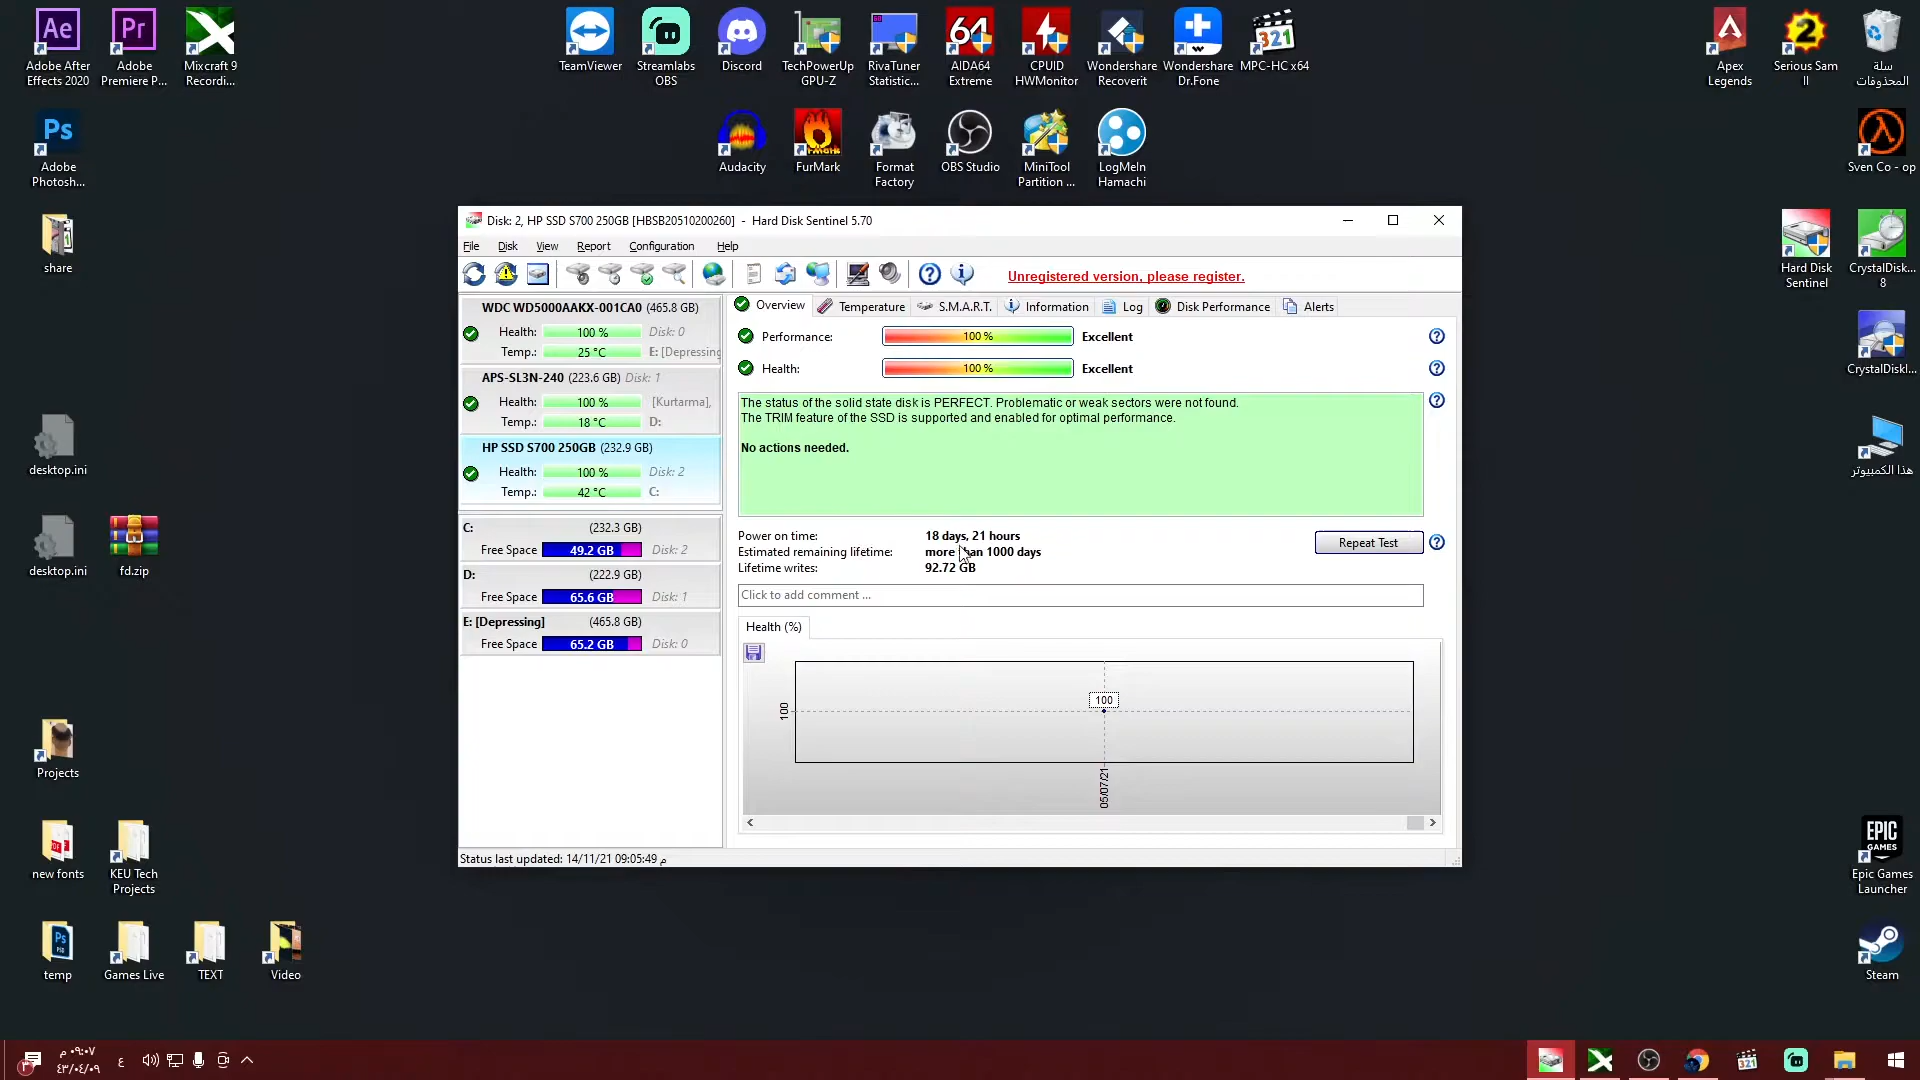 Adobe After
Effects 2020
Adobe
Premiere P...
Mixcraft 9
Recordi...
TeamViewer
Streamlabs
OBS
Discord
TechPowerUp
GPU-Z
RivaTuner
Statistic...
AIDA64
Extreme
CPUID
HWMonitor
Wondershare
Recoverit
Wondershare
Dr.Fone
MPC-HC x64
Apex
Legends
Serious Sam
II
سلة
المحذوفات
Adobe
Photosh...
Audacity
FurMark
Format
Factory
OBS Studio
MiniTool
Partition ...
LogMeIn
Hamachi
Sven Co - op
share
Hard Disk
Sentinel
CrystalDisk...
8
CrystalDiskI...
desktop.ini
هذا الكمبيوتر
desktop.ini
fd.zip
Projects
new fonts
KEU Tech
Projects
Epic Games
Launcher
temp
Games Live
TEXT
Video
Steam
Disk: 2, HP SSD S700 250GB [HBSB20510200260] - Hard Disk Sentinel 5.70
File Disk View Report Configuration Help
Unregistered version, please register.
WDC WD5000AAKX-001CA0 (465.8 GB)
Health: 100 % Disk: 0
Temp.: 25 °C E: [Depressing
APS-SL3N-240 (223.6 GB) Disk: 1
Health: 100 % [Kurtarma],
Temp.: 18 °C D:
HP SSD S700 250GB (232.9 GB)
Health: 100 % Disk: 2
Temp.: 42 °C C:
C: (232.3 GB)
Free Space 49.2 GB Disk: 2
D: (222.9 GB)
Free Space 65.6 GB Disk: 1
E: [Depressing] (465.8 GB)
Free Space 65.2 GB Disk: 0
Overview Temperature S.M.A.R.T. Information Log Disk Performance Alerts
Performance: 100 % Excellent
Health: 100 % Excellent
The status of the solid state disk is PERFECT. Problematic or weak sectors were not found.
The TRIM feature of the SSD is supported and enabled for optimal performance.
No actions needed.
Power on time: 18 days, 21 hours
Estimated remaining lifetime: more than 1000 days
Lifetime writes: 92.72 GB
Repeat Test
Click to add comment ...
Health (%)
100
100
05/07/21
Status last updated: 14/11/21 09:05:49 م
٠٩:٠٧ م
٤٣/٠٤/٠٩
ع
Ae
Pr
Ps
64
2
321
EPIC
GAMES
321